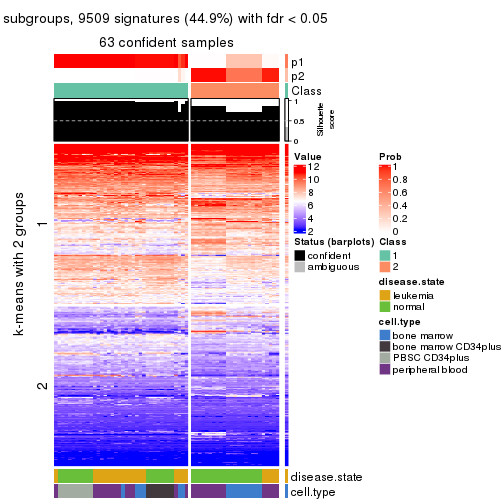 subgroups, 9509 signatures (44.9%) with fdr < 0.05
63 confident samples
p1
p2
Class
1
0.5
0
Silhouette
score
k-means with 2 groups
1
2
Value
12
10
8
6
4
2
Prob
1
0.8
0.6
0.4
0.2
0
Status (barplots)
confident
ambiguous
Class
1
2
disease.state
leukemia
normal
cell.type
bone marrow
bone marrow CD34plus
PBSC CD34plus
peripheral blood
disease.state
cell.type